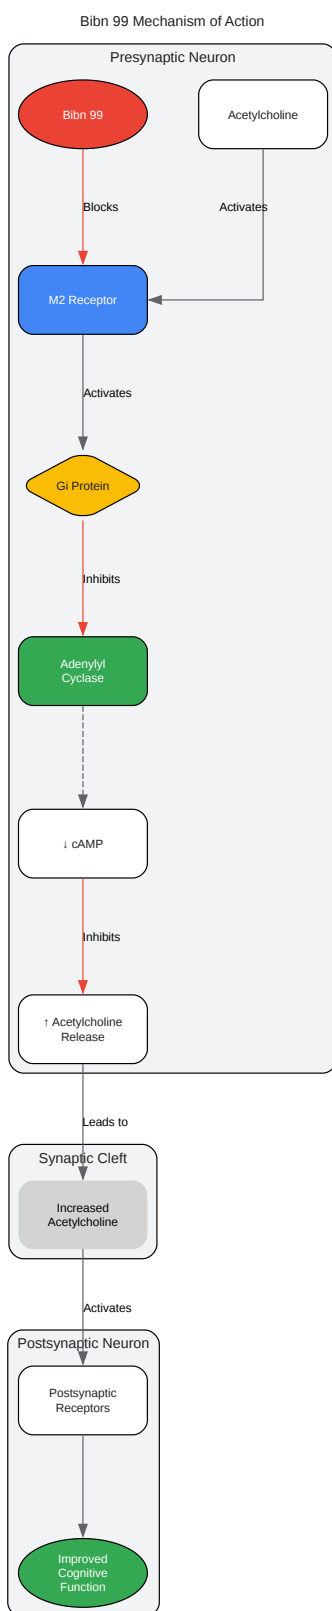 Bibn 99 Mechanism of Action
Presynaptic Neuron
Bibn 99
Acetylcholine
Blocks
Activates
M2 Receptor
Activates
Gi Protein
Inhibits
Adenylyl
Cyclase
↓ cAMP
Inhibits
↑ Acetylcholine
Release
Leads to
Synaptic Cleft
Increased
Acetylcholine
Activates
Postsynaptic Neuron
Postsynaptic
Receptors
Improved
Cognitive
Function